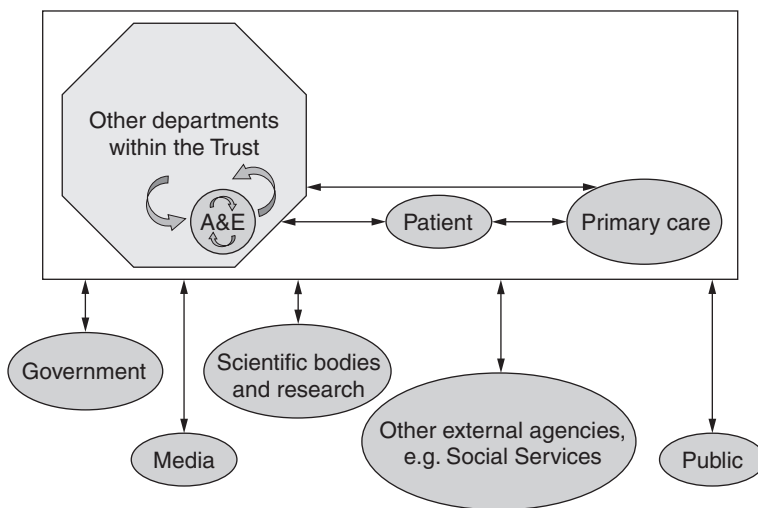 Other departments
within the Trust
A&E
Patient
Primary care
Government
Scientific bodies
and research
Other external agencies,
e.g. Social Services
Media
Public